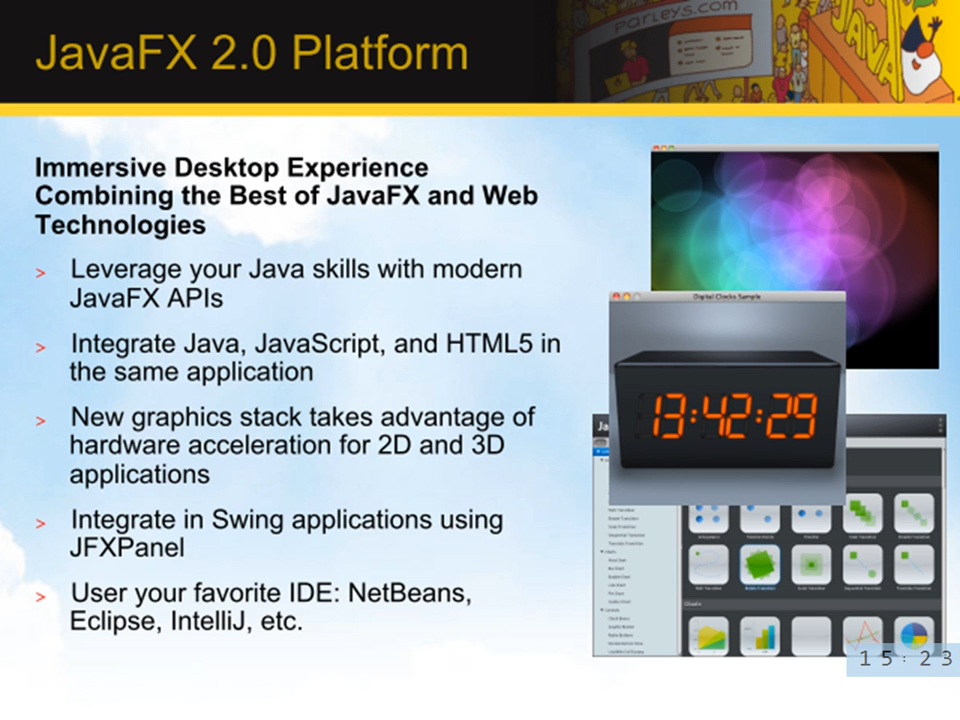 JavaFX 2.0 Platform
parleys.com
JAVA
Immersive Desktop Experience
Combining the Best of JavaFX and Web
Technologies
> Leverage your Java skills with modern
JavaFX APIs
> Integrate Java, JavaScript, and HTML5 in
the same application
> New graphics stack takes advantage of
hardware acceleration for 2D and 3D
applications
> Integrate in Swing applications using
JFXPanel
> User your favorite IDE: NetBeans,
Eclipse, IntelliJ, etc.
Digital Clocks Sample
13:42:29
Ja
Charts
15:23